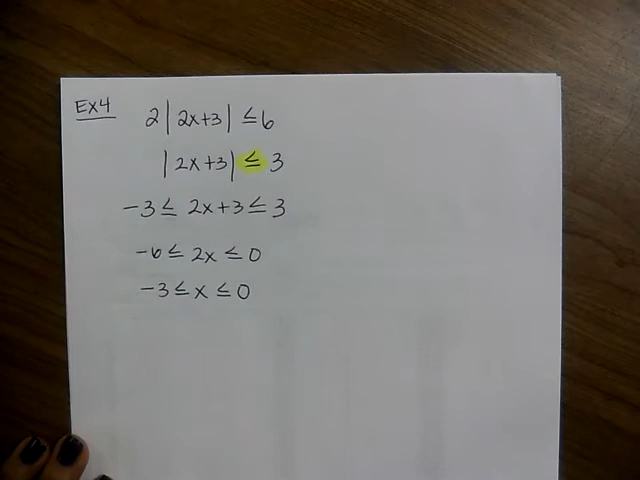 Ex4 2|2x+3| ≤ 6
|2x+3| ≤ 3
-3 ≤ 2x+3 ≤ 3
-6 ≤ 2x ≤ 0
-3 ≤ x ≤ 0